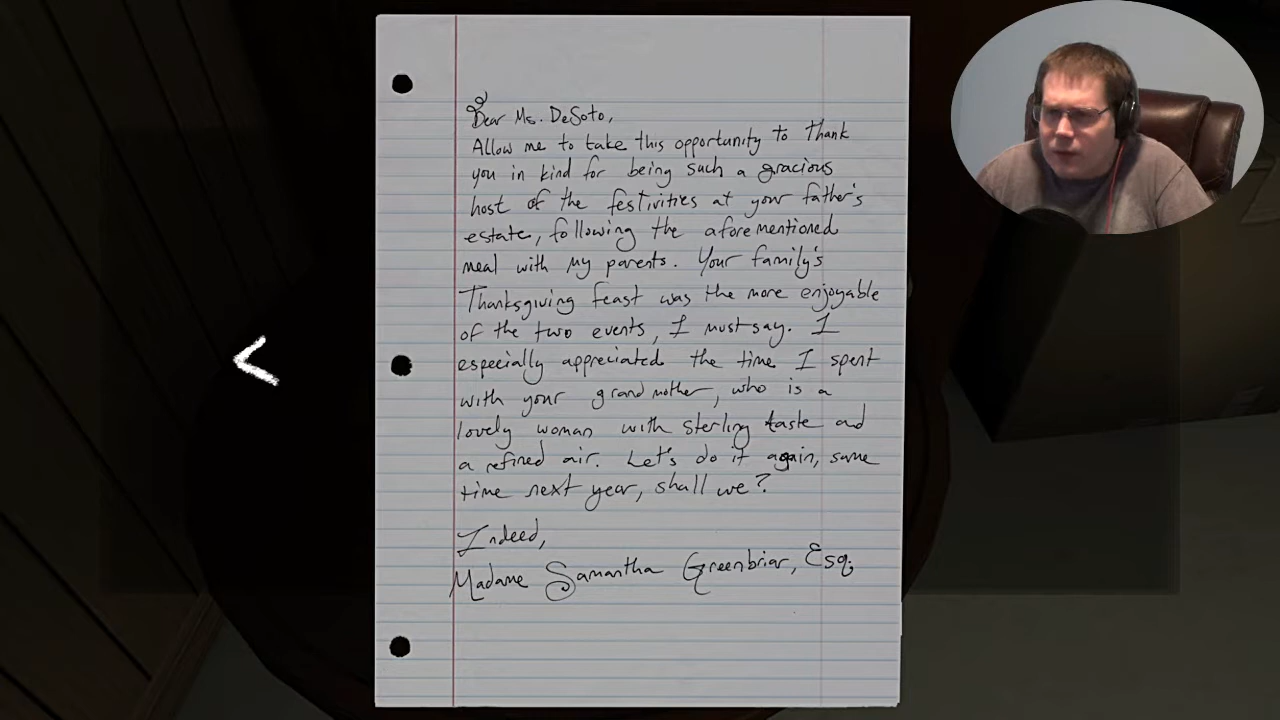 Dear Ms. DeSoto,
Allow me to take this opportunity to thank
you in kind for being such a gracious
host of the festivities at your father's
estate, following the aforementioned
meal with my parents. Your family's
Thanksgiving feast was the more enjoyable
of the two events, I must say. I
especially appreciated the time I spent
with your grandmother, who is a
lovely woman with sterling taste and
a refined air. Let's do it again, same
time next year, shall we?
Indeed,
Madame Samantha Greenbriar, Esq.